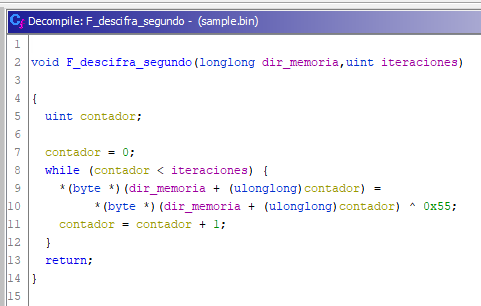 Decompile: F_descifra_segundo - (sample.bin)
1
2 void F_descifra_segundo(longlong dir_memoria,uint iteraciones)
3
4 {
5 uint contador;
6
7 contador = 0;
8 while (contador < iteraciones) {
9 *(byte *)(dir_memoria + (ulonglong)contador) =
10 *(byte *)(dir_memoria + (ulonglong)contador) ^ 0x55;
11 contador = contador + 1;
12 }
13 return;
14 }
15